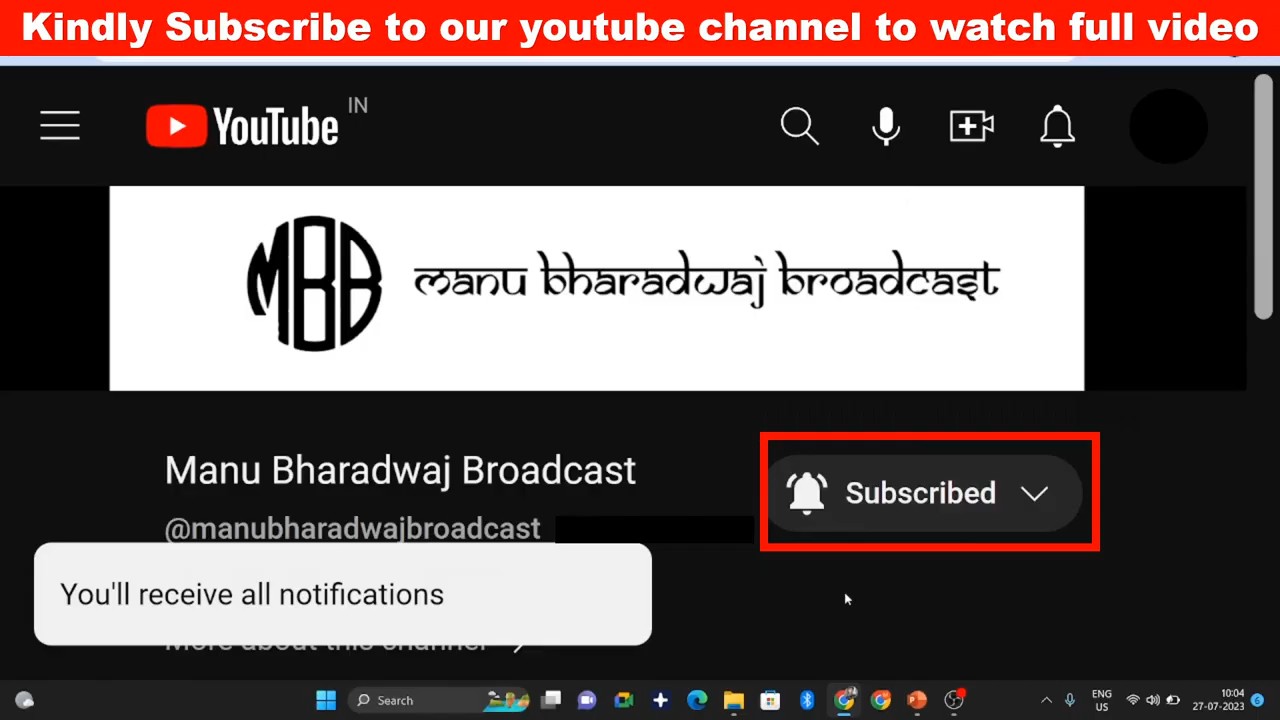 Kindly Subscribe to our youtube channel to watch full video
YouTube IN
MBB
manu bharadwaj broadcast
Manu Bharadwaj Broadcast
Subscribed
@manubharadwajbroadcast
You'll receive all notifications
More about this channel
Search
ENG
US
10:04
27-07-2023